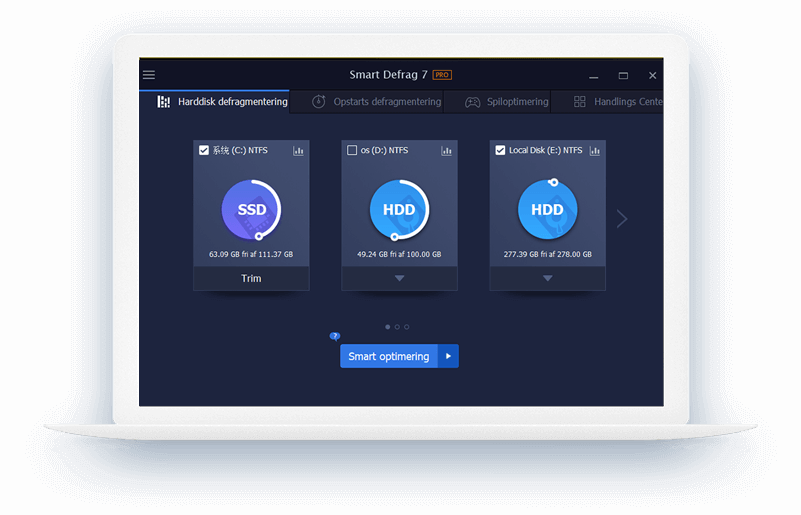 Smart Defrag 7 PRO
Harddisk defragmentering
Opstarts defragmentering
Spiloptimering
Handlings Cente
系统 (C:) NTFS
os (D:) NTFS
Local Disk (E:) NTFS
SSD
HDD
HDD
63.09 GB fri af 111.37 GB
49.24 GB fri af 100.00 GB
277.39 GB fri af 278.00 GB
Trim
?
Smart optimering